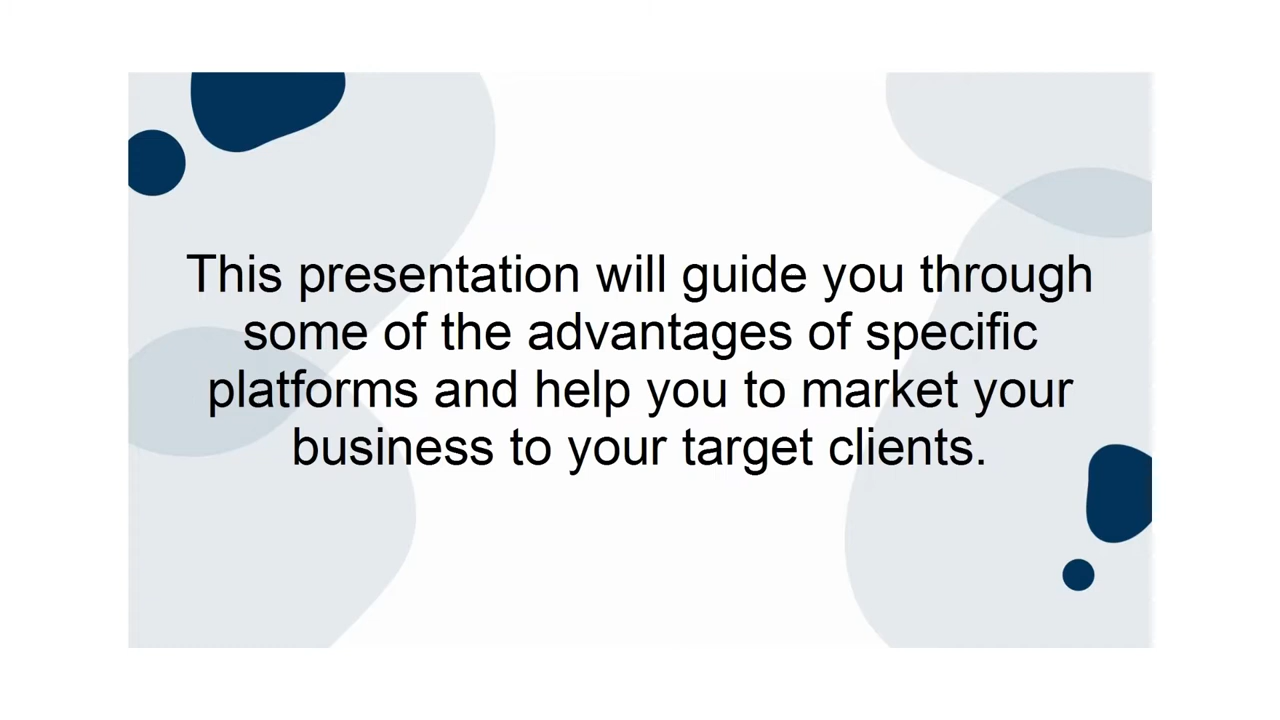 This presentation will guide you through
some of the advantages of specific
platforms and help you to market your
business to your target clients.